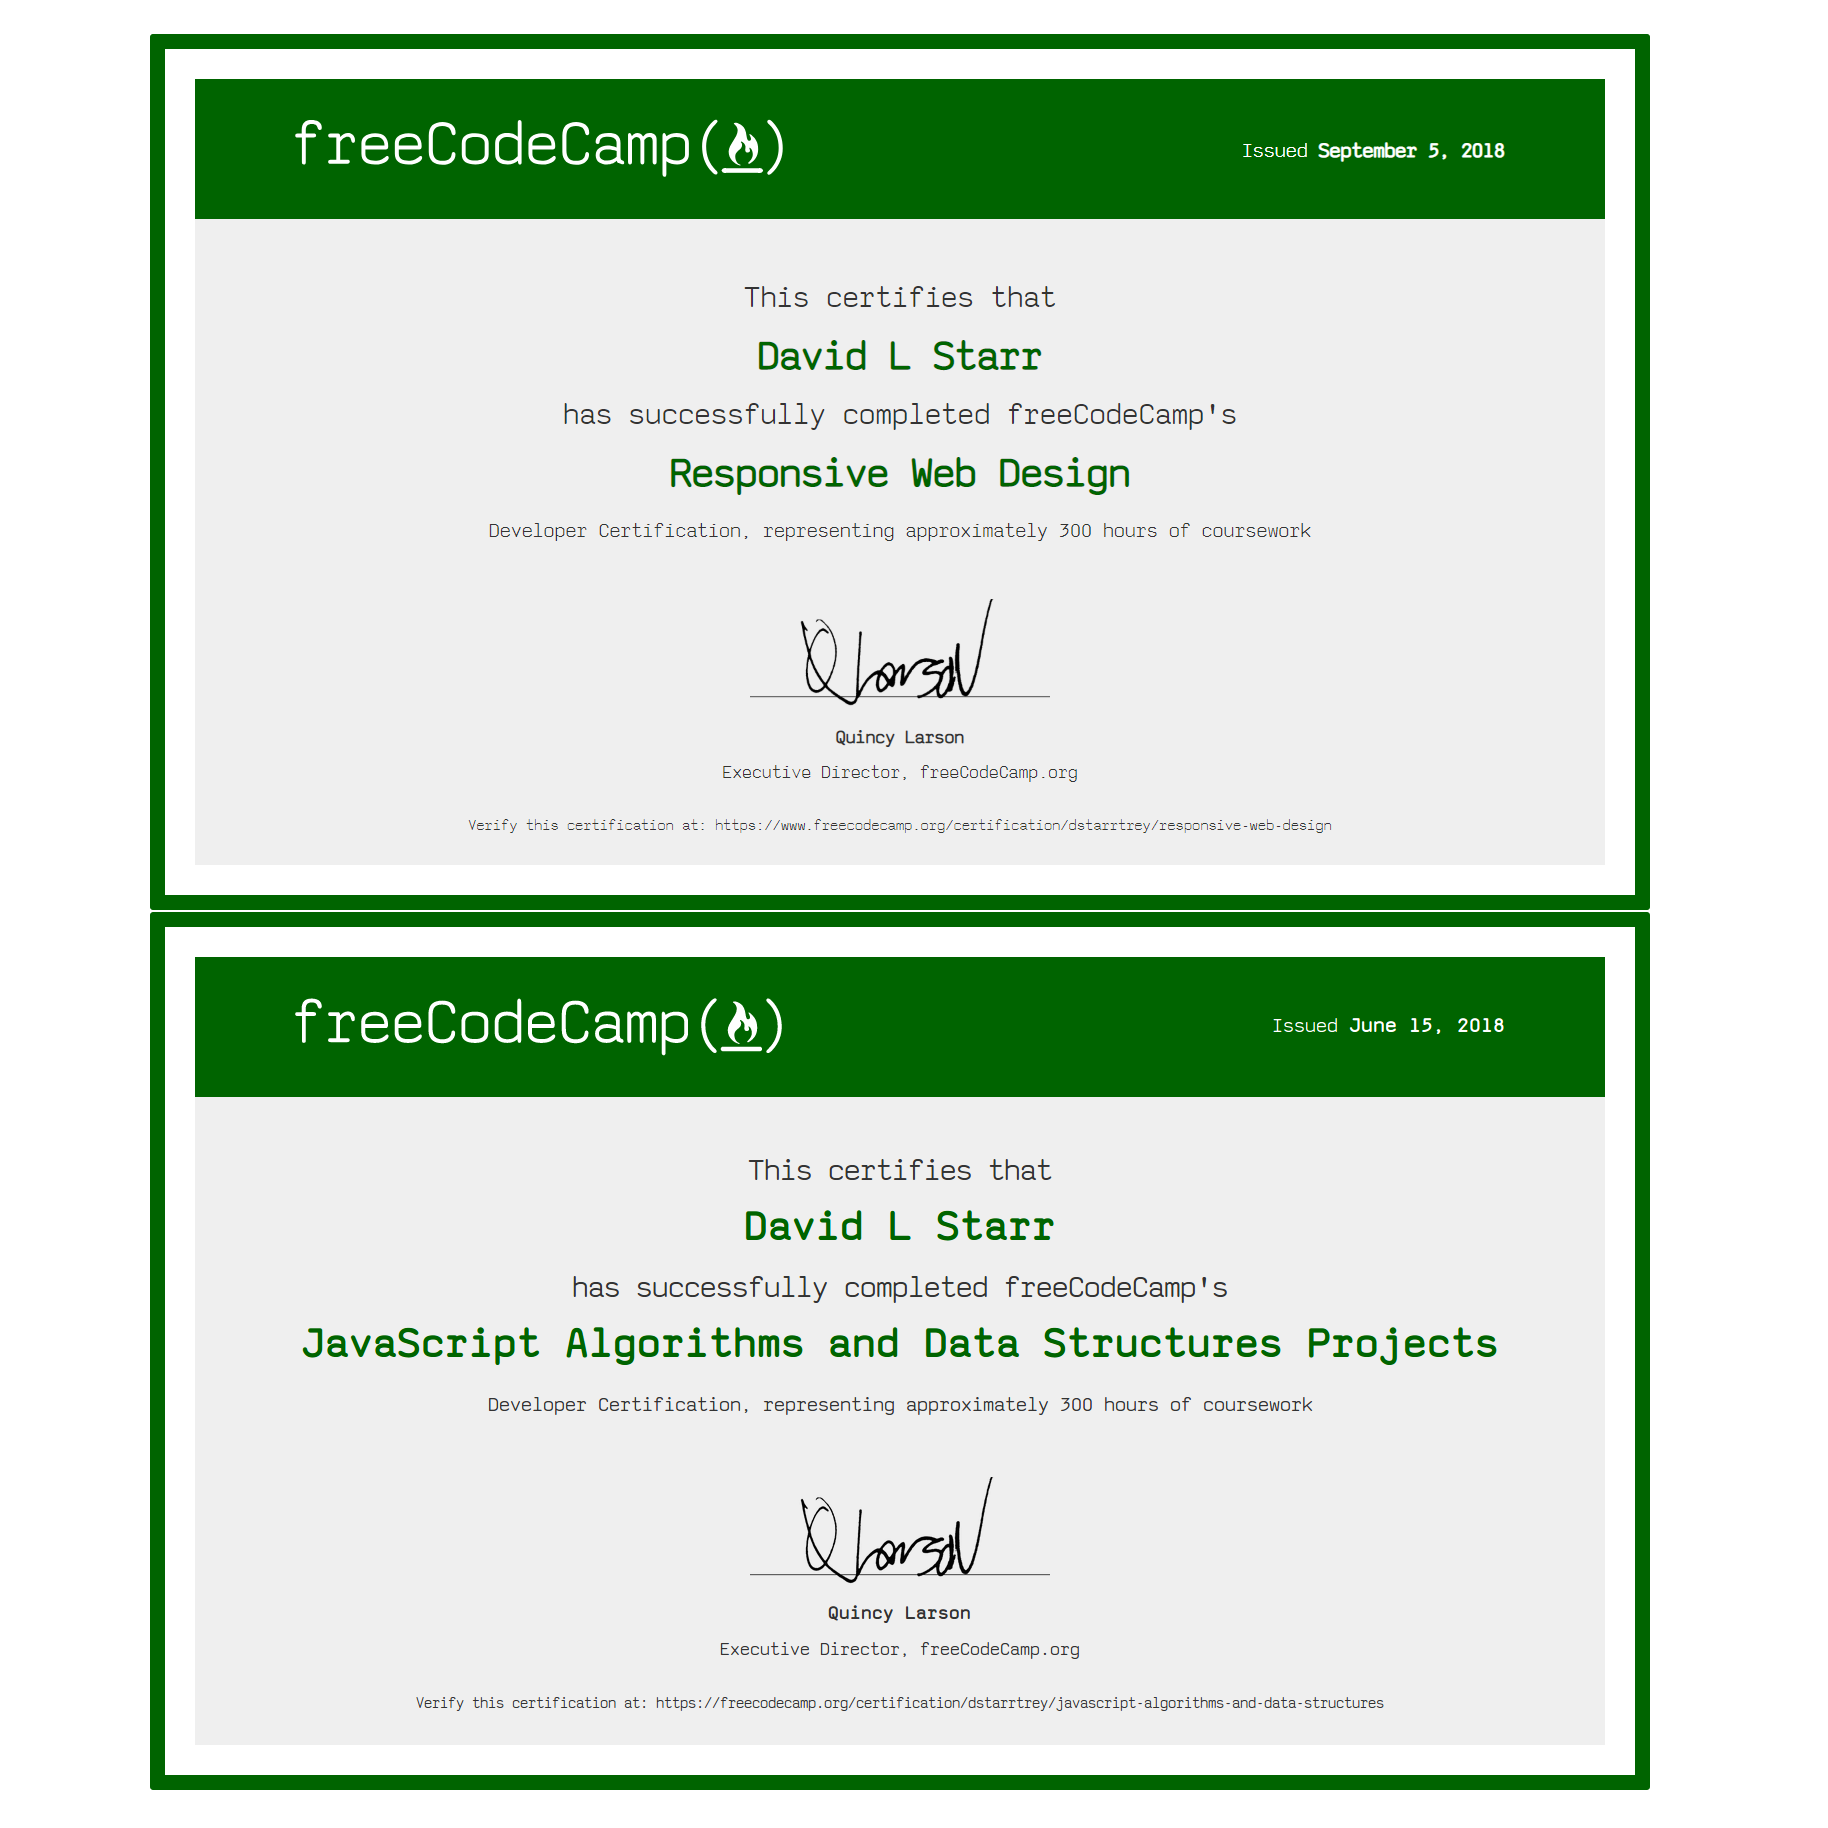 freeCodeCamp(🔥)
Issued September 5, 2018
This certifies that
David L Starr
has successfully completed freeCodeCamp's
Responsive Web Design
Developer Certification, representing approximately 300 hours of coursework
Q Larson
Quincy Larson
Executive Director, freeCodeCamp.org
Verify this certification at: https://www.freecodecamp.org/certification/dstarrtrey/responsive-web-design
freeCodeCamp(🔥)
Issued June 15, 2018
This certifies that
David L Starr
has successfully completed freeCodeCamp's
JavaScript Algorithms and Data Structures Projects
Developer Certification, representing approximately 300 hours of coursework
Q Larson
Quincy Larson
Executive Director, freeCodeCamp.org
Verify this certification at: https://freecodecamp.org/certification/dstarrtrey/javascript-algorithms-and-data-structures